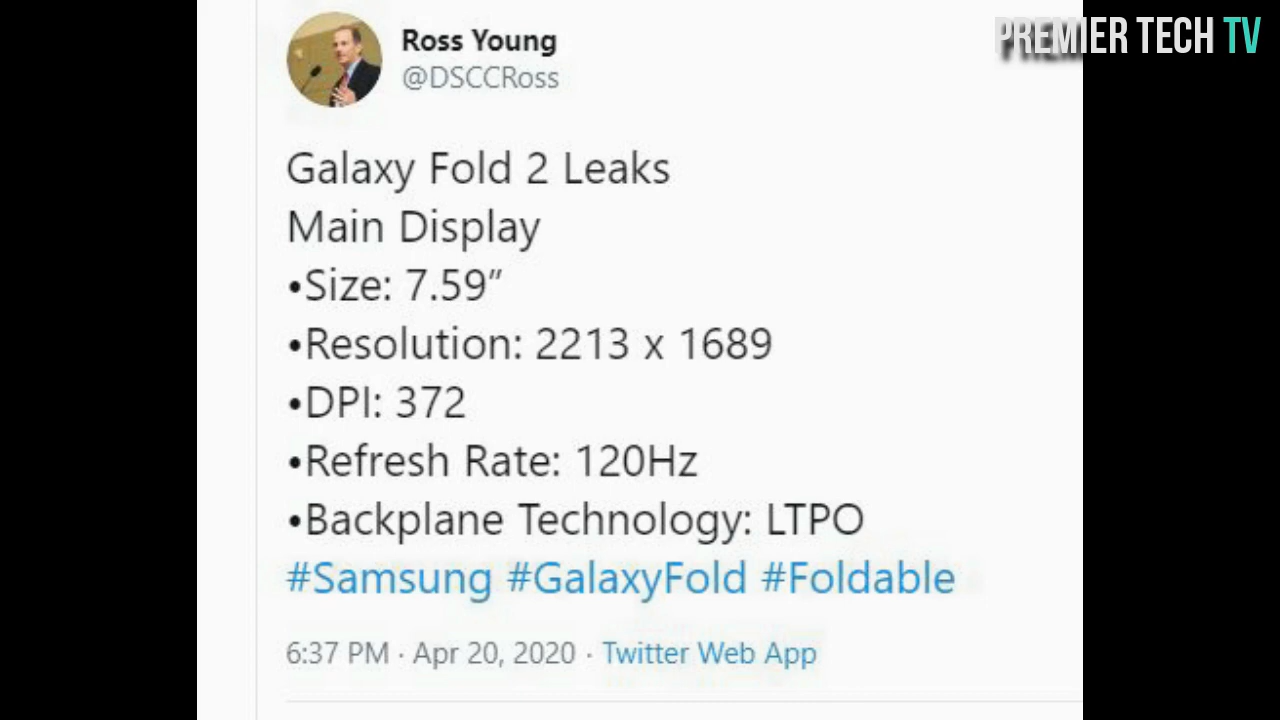 PREMIER TECH TV
Ross Young
@DSCCRoss
Galaxy Fold 2 Leaks
Main Display
•Size: 7.59”
•Resolution: 2213 x 1689
•DPI: 372
•Refresh Rate: 120Hz
•Backplane Technology: LTPO
#Samsung #GalaxyFold #Foldable
6:37 PM · Apr 20, 2020 · Twitter Web App